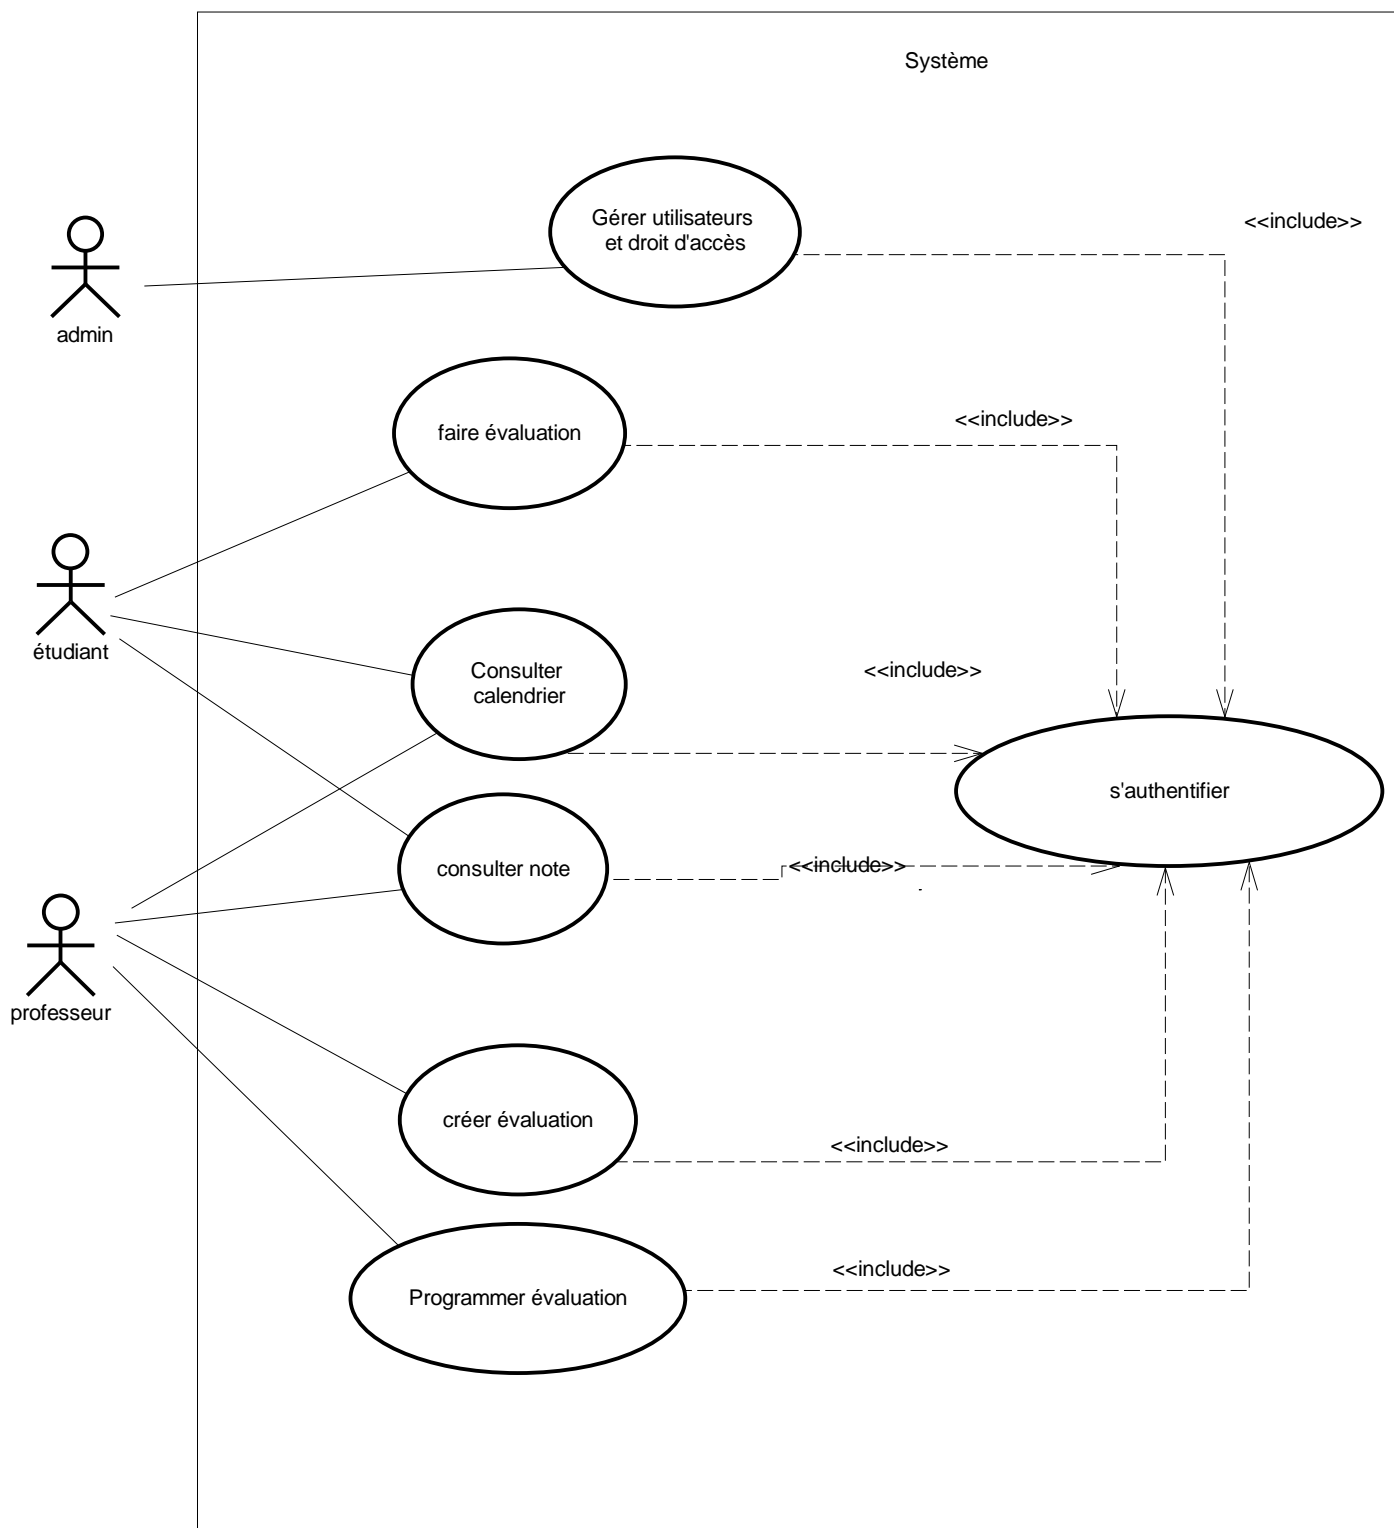 Système
Gérer utilisateurs
et droit d'accès
<<include>>
admin
faire évaluation
<<include>>
étudiant
Consulter
calendrier
<<include>>
s'authentifier
consulter note
<<include>>
professeur
créer évaluation
<<include>>
Programmer évaluation
<<include>>